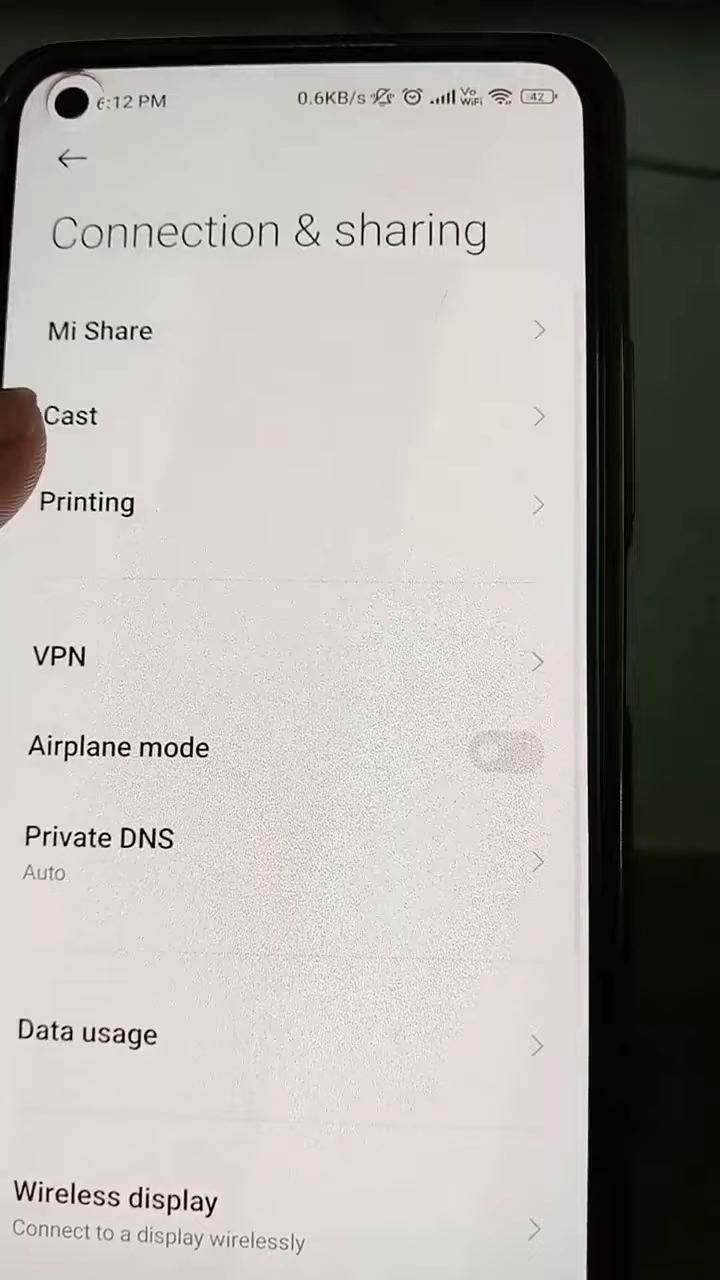 6:12 PM 0.6KB/s Vo WiFi 42
Connection & sharing
Mi Share
Cast
Printing
VPN
Airplane mode
Private DNS
Auto
Data usage
Wireless display
Connect to a display wirelessly